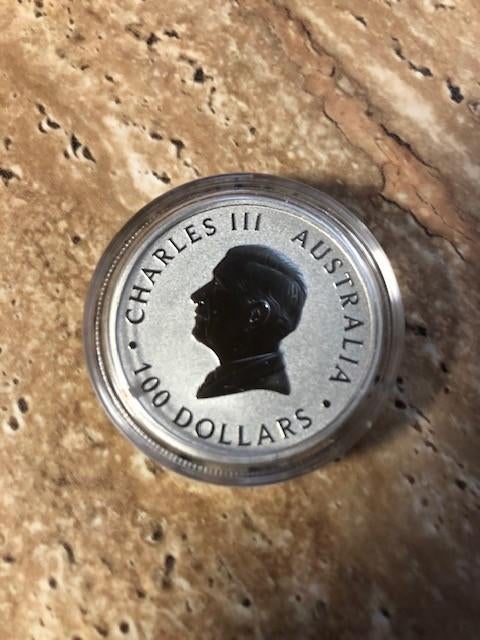 CHARLES III AUSTRALIA
• 100 DOLLARS •